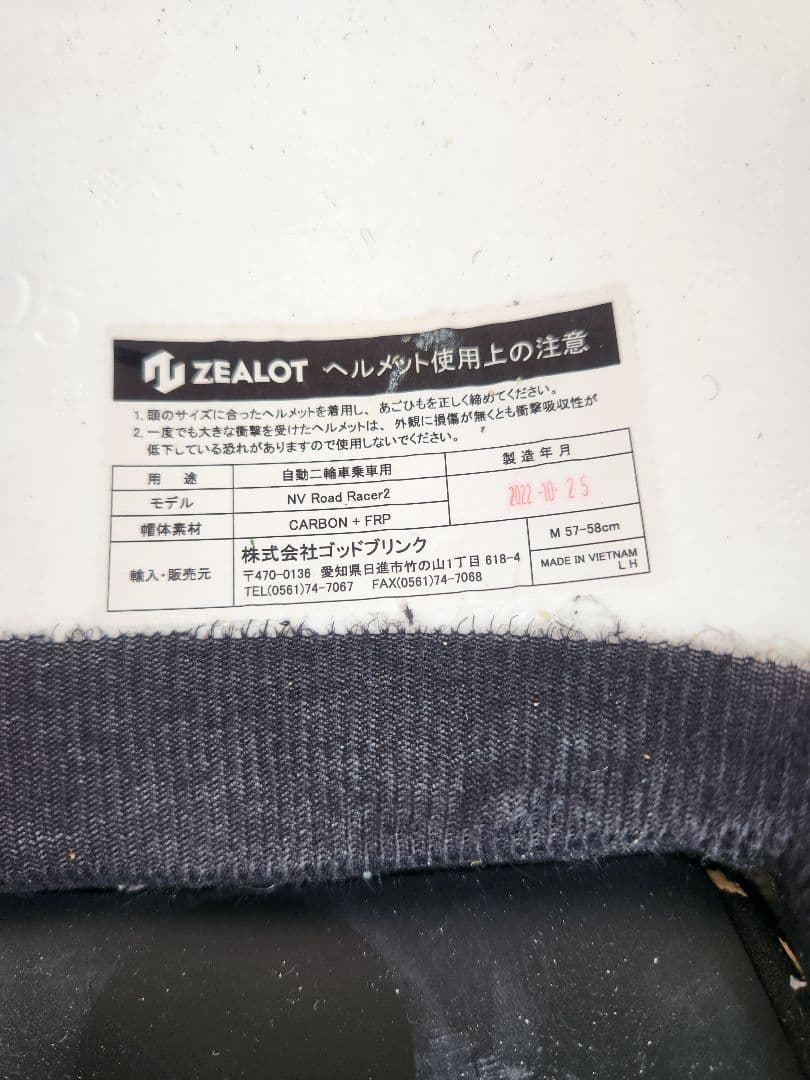 ZEALOT ヘルメット使用上の注意
1. 頭のサイズに合ったヘルメットを着用し、あごひもを正しく締めてください。
2. 一度でも大きな衝撃を受けたヘルメットは、外観に損傷が無くとも衝撃吸収性が
低下している恐れがありますので使用しないでください。
用途 自動二輪車乗車用 製造年月
モデル NV Road Racer2 2022-10-25
帽体素材 CARBON + FRP
輸入・販売元 株式会社ゴッドブリンク M 57-58cm
〒470-0136 愛知県日進市竹の山1丁目 618-4 MADE IN VIETNAM
TEL(0561)74-7067 FAX(0561)74-7068 L H